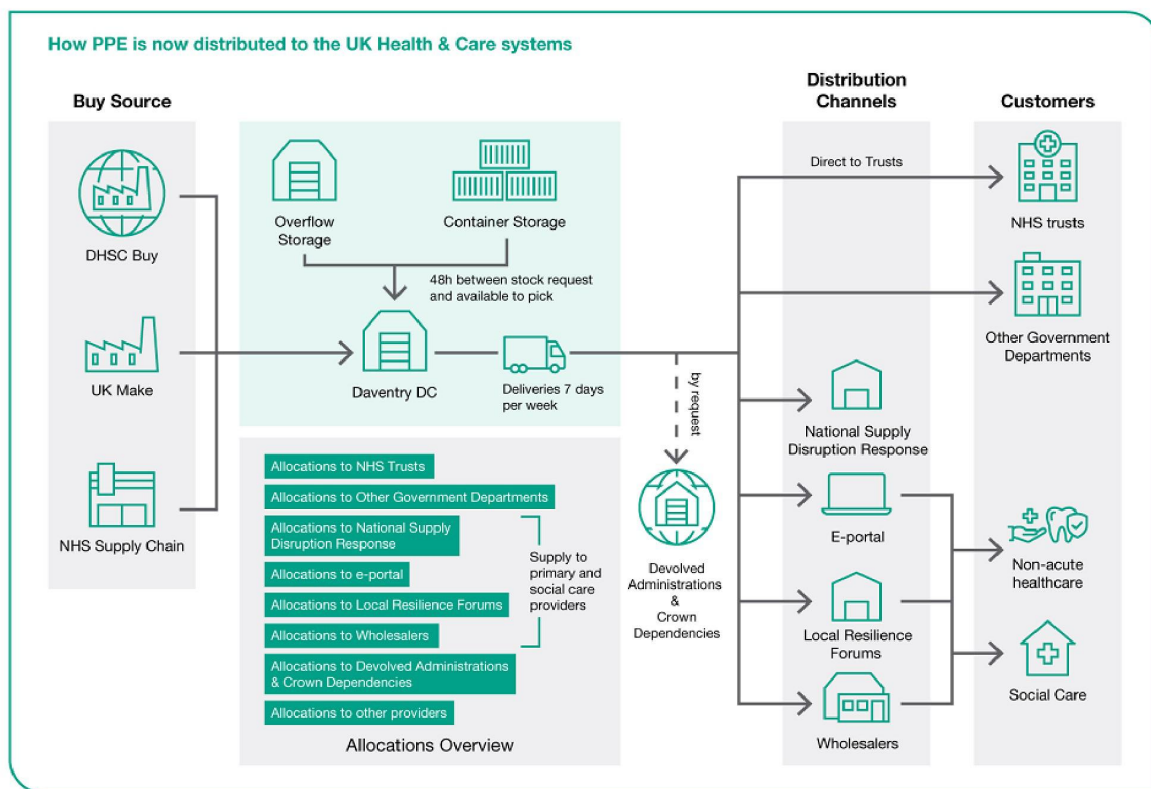 How PPE is now distributed to the UK Health & Care systems
Buy Source
DHSC Buy
UK Make
NHS Supply Chain
Overflow
Storage
Container Storage
48h between stock request
and available to pick
Daventry DC
Deliveries 7 days
per week
Allocations to NHS Trusts
Allocations to Other Government Departments
Allocations to National Supply
Disruption Response
Allocations to e-portal
Allocations to Local Resilience Forums
Allocations to Wholesalers
Allocations to Devolved Administrations
& Crown Dependencies
Allocations to other providers
Supply to
primary and
social care
providers
Allocations Overview
by request
Devolved
Administrations
&
Crown
Dependencies
Distribution
Channels
Direct to Trusts
National Supply
Disruption Response
E-portal
Local Resilience
Forums
Wholesalers
Customers
NHS trusts
Other Government
Departments
Non-acute
healthcare
Social Care